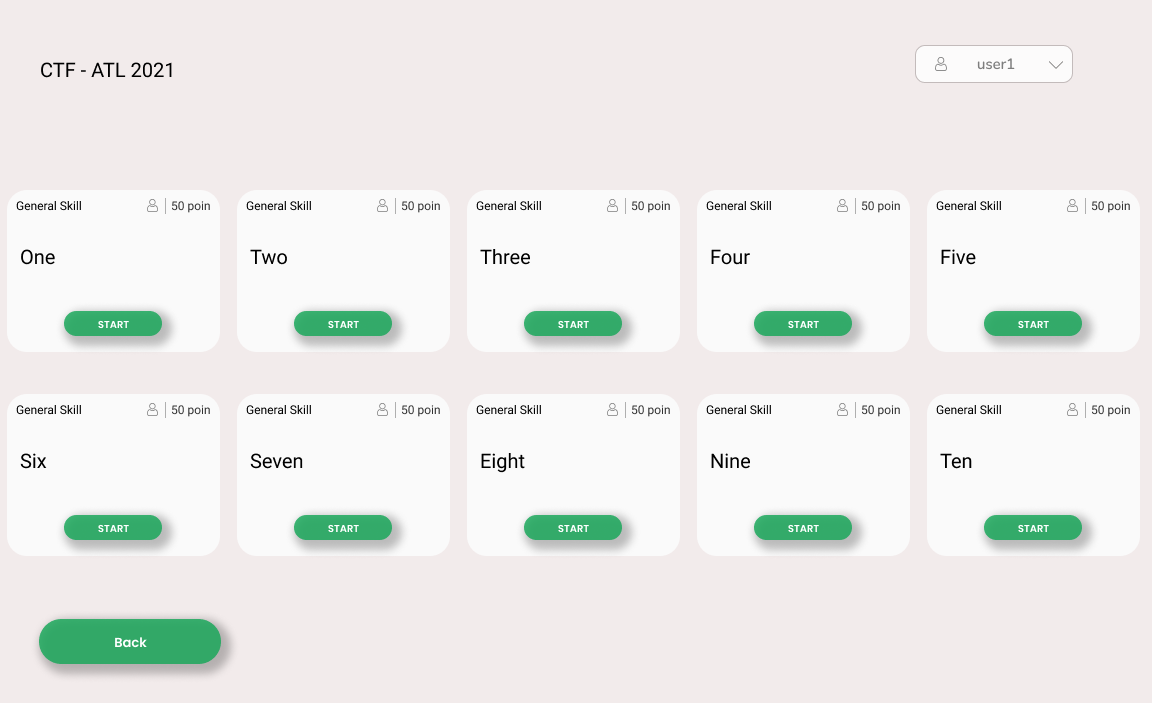 CTF - ATL 2021
user1
General Skill 50 poin
One
START
General Skill 50 poin
Two
START
General Skill 50 poin
Three
START
General Skill 50 poin
Four
START
General Skill 50 poin
Five
START
General Skill 50 poin
Six
START
General Skill 50 poin
Seven
START
General Skill 50 poin
Eight
START
General Skill 50 poin
Nine
START
General Skill 50 poin
Ten
START
Back